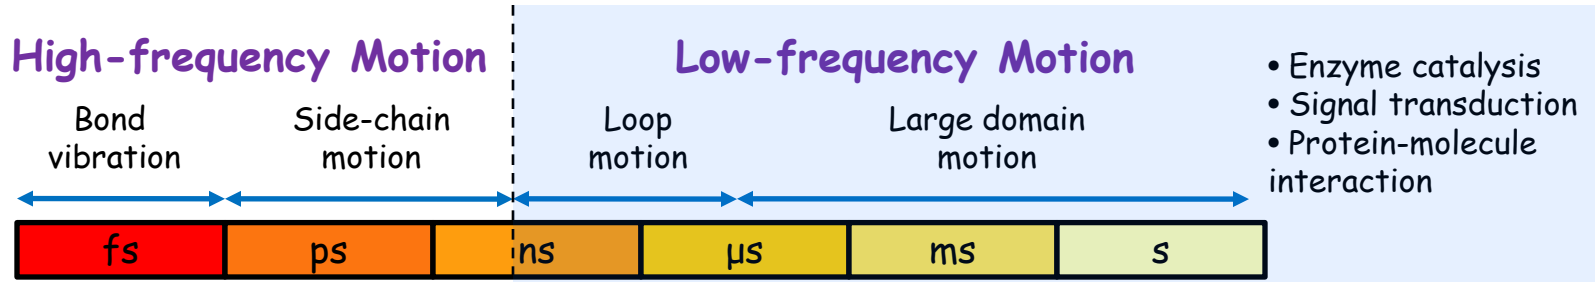 High-frequency Motion
Low-frequency Motion
Bond
vibration
Side-chain
motion
Loop
motion
Large domain
motion
• Enzyme catalysis
• Signal transduction
• Protein-molecule
interaction
fs
ps
ns
μs
ms
s